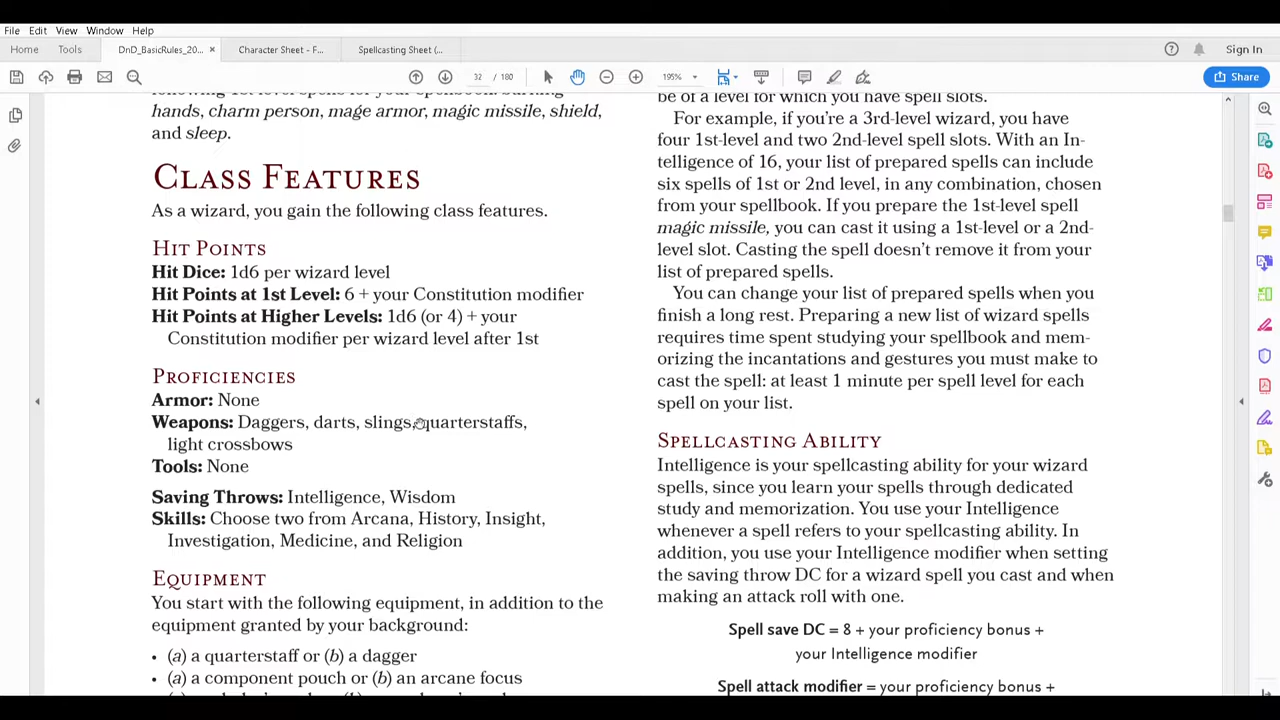 File Edit View Window Help
Home Tools DnD_BasicRules_20... × Character Sheet - F... Spellcasting Sheet (... Sign In
32 / 180 195% Share
hands, charm person, mage armor, magic missile, shield,
and sleep.
Class Features
As a wizard, you gain the following class features.
Hit Points
Hit Dice: 1d6 per wizard level
Hit Points at 1st Level: 6 + your Constitution modifier
Hit Points at Higher Levels: 1d6 (or 4) + your
Constitution modifier per wizard level after 1st
Proficiencies
Armor: None
Weapons: Daggers, darts, slings, quarterstaffs,
light crossbows
Tools: None
Saving Throws: Intelligence, Wisdom
Skills: Choose two from Arcana, History, Insight,
Investigation, Medicine, and Religion
Equipment
You start with the following equipment, in addition to the
equipment granted by your background:
• (a) a quarterstaff or (b) a dagger
• (a) a component pouch or (b) an arcane focus
be of a level for which you have spell slots.
For example, if you're a 3rd-level wizard, you have
four 1st-level and two 2nd-level spell slots. With an In-
telligence of 16, your list of prepared spells can include
six spells of 1st or 2nd level, in any combination, chosen
from your spellbook. If you prepare the 1st-level spell
magic missile, you can cast it using a 1st-level or a 2nd-
level slot. Casting the spell doesn't remove it from your
list of prepared spells.
You can change your list of prepared spells when you
finish a long rest. Preparing a new list of wizard spells
requires time spent studying your spellbook and mem-
orizing the incantations and gestures you must make to
cast the spell: at least 1 minute per spell level for each
spell on your list.
Spellcasting Ability
Intelligence is your spellcasting ability for your wizard
spells, since you learn your spells through dedicated
study and memorization. You use your Intelligence
whenever a spell refers to your spellcasting ability. In
addition, you use your Intelligence modifier when setting
the saving throw DC for a wizard spell you cast and when
making an attack roll with one.
Spell save DC = 8 + your proficiency bonus +
your Intelligence modifier
Spell attack modifier = your proficiency bonus +